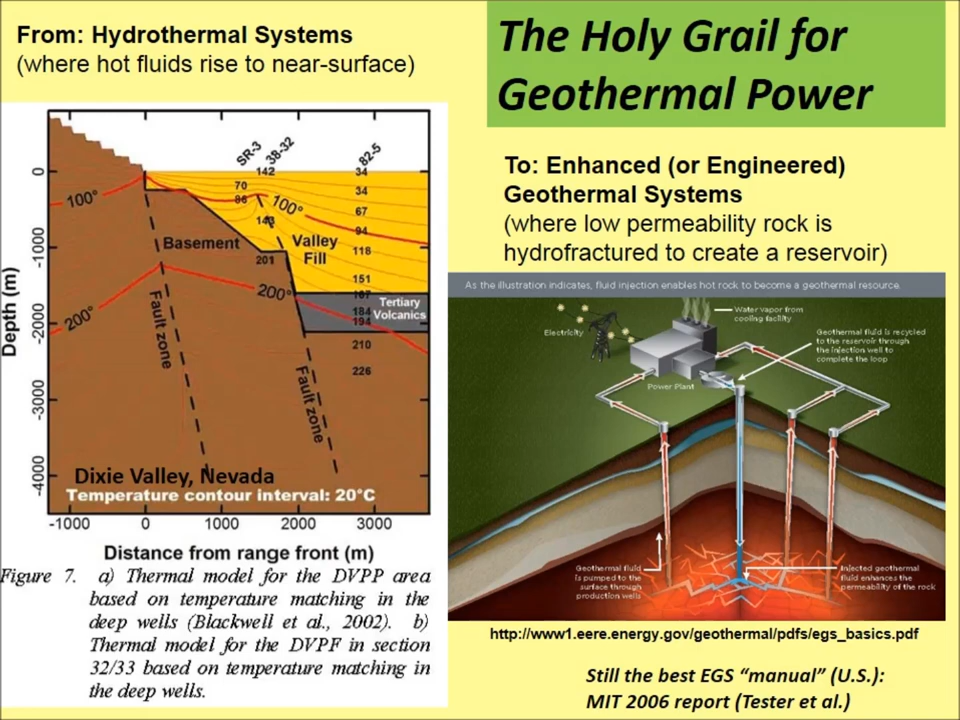 From: Hydrothermal Systems
(where hot fluids rise to near-surface)
The Holy Grail for
Geothermal Power
To: Enhanced (or Engineered)
Geothermal Systems
(where low permeability rock is
hydrofractured to create a reservoir)
SR-3
38-32
82-5
142
34
70
34
86
67
100°
100°
143
94
Basement
Valley
Fill
118
201
151
200°
200°
Tertiary
Volcanics
184
194
210
226
Fault zone
Fault zone
Depth (m)
0
-1000
-2000
-3000
-4000
Dixie Valley, Nevada
Temperature contour interval: 20°C
-1000
0
1000
2000
3000
Distance from range front (m)
Figure 7. a) Thermal model for the DVPP area
based on temperature matching in the
deep wells (Blackwell et al., 2002). b)
Thermal model for the DVPF in section
32/33 based on temperature matching in
the deep wells.
As the illustration indicates, fluid injection enables hot rock to become a geothermal resource.
Electricity
Water vapor from
cooling facility
Geothermal fluid is recycled
to the reservoir through
the injection well to
complete the loop
Power Plant
Geothermal fluid
is pumped to the
surface through
production wells
Injected geothermal
fluid enhances the
permeability of the rock
http://www1.eere.energy.gov/geothermal/pdfs/egs_basics.pdf
Still the best EGS “manual” (U.S.):
MIT 2006 report (Tester et al.)